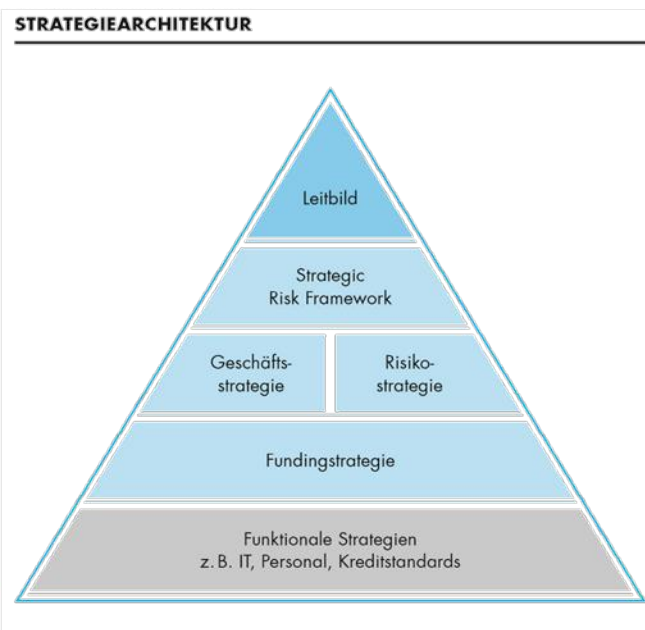 STRATEGIEARCHITEKTUR
Leitbild
Strategic
Risk Framework
Geschäfts-
strategie
Risiko-
strategie
Fundingstrategie
Funktionale Strategien
z. B. IT, Personal, Kreditstandards